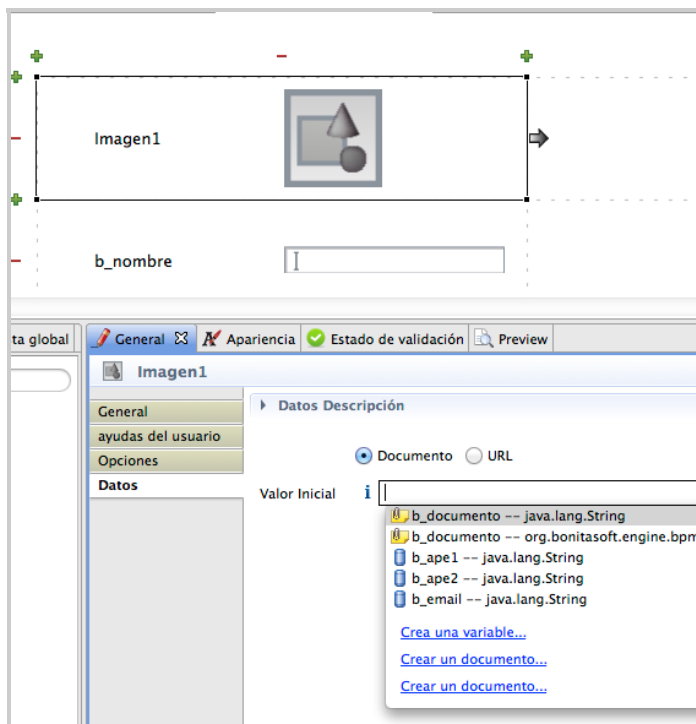 Imagen1
b_nombre
ta global
General
Apariencia
Estado de validación
Preview
Imagen1
General
ayudas del usuario
Opciones
Datos
Datos Descripción
Documento
URL
Valor Inicial
b_documento -- java.lang.String
b_documento -- org.bonitasoft.engine.bpm
b_ape1 -- java.lang.String
b_ape2 -- java.lang.String
b_email -- java.lang.String
Crea una variable...
Crear un documento...
Crear un documento...